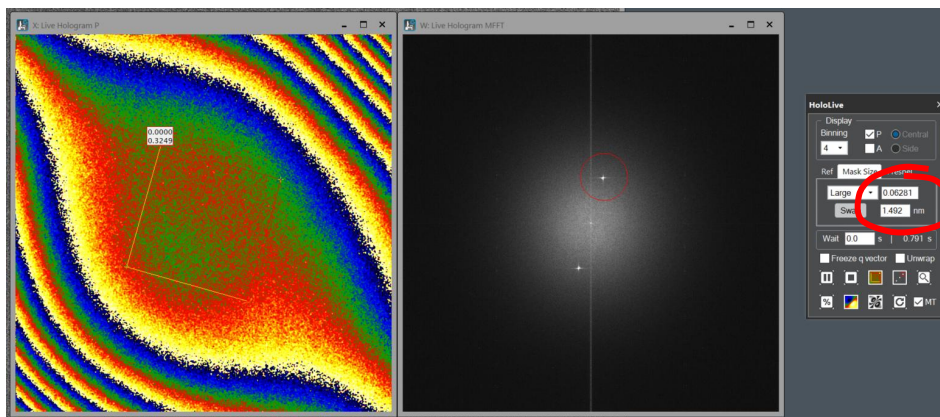 X: Live Hologram P
0.0000
0.3249
W: Live Hologram MFFT
HoloLive
Display
Binning
P
Central
4
A
Side
Ref
Mask Size
Large
0.06281
1.492
nm
Wait
0.0
s
|
0.791 s
Freeze q vector
Unwrap
%
MT